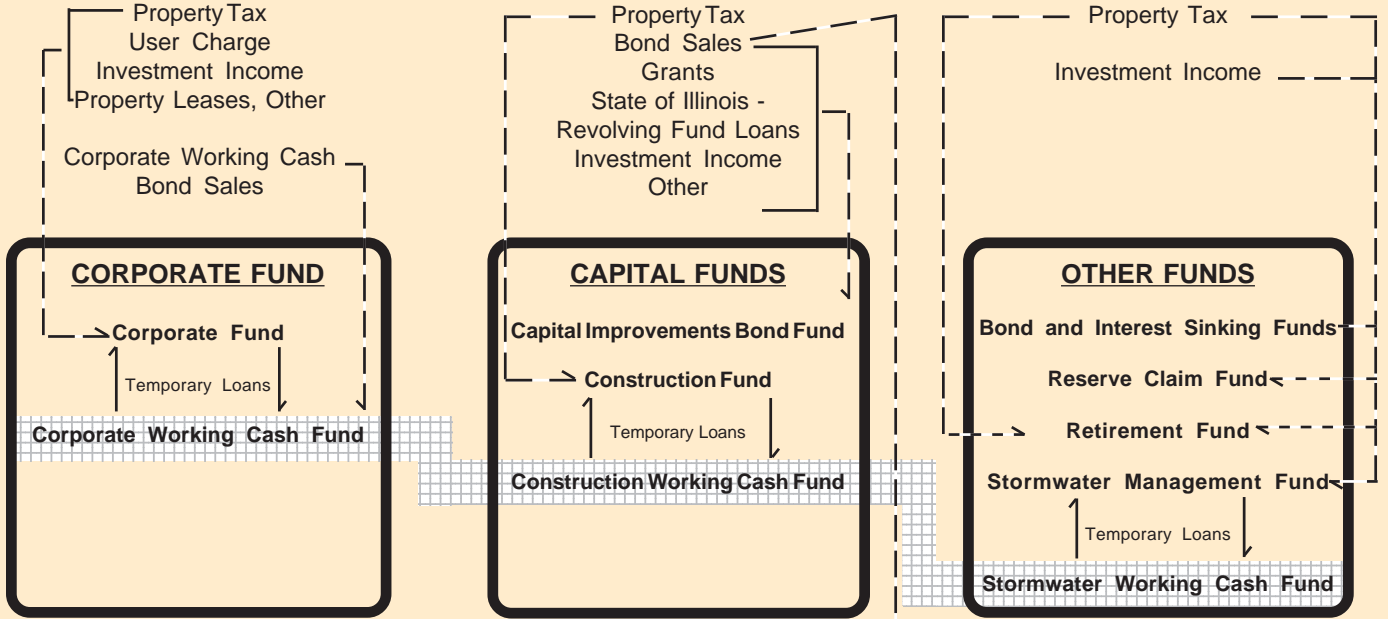 Property Tax
User Charge
Investment Income
Property Leases, Other
Corporate Working Cash
Bond Sales
CORPORATE FUND
Corporate Fund
Temporary Loans
Corporate Working Cash Fund
Property Tax
Bond Sales
Grants
State of Illinois -
Revolving Fund Loans
Investment Income
Other
CAPITAL FUNDS
Capital Improvements Bond Fund
Construction Fund
Temporary Loans
Construction Working Cash Fund
Property Tax
Investment Income
OTHER FUNDS
Bond and Interest Sinking Funds
Reserve Claim Fund
Retirement Fund
Stormwater Management Fund
Temporary Loans
Stormwater Working Cash Fund